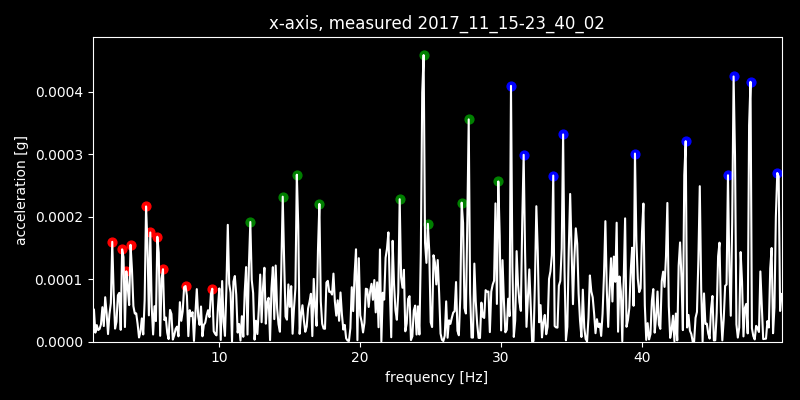 x-axis, measured 2017_11_15-23_40_02
acceleration [g]
0.0004
0.0003
0.0002
0.0001
0.0000
10 20 30 40
frequency [Hz]